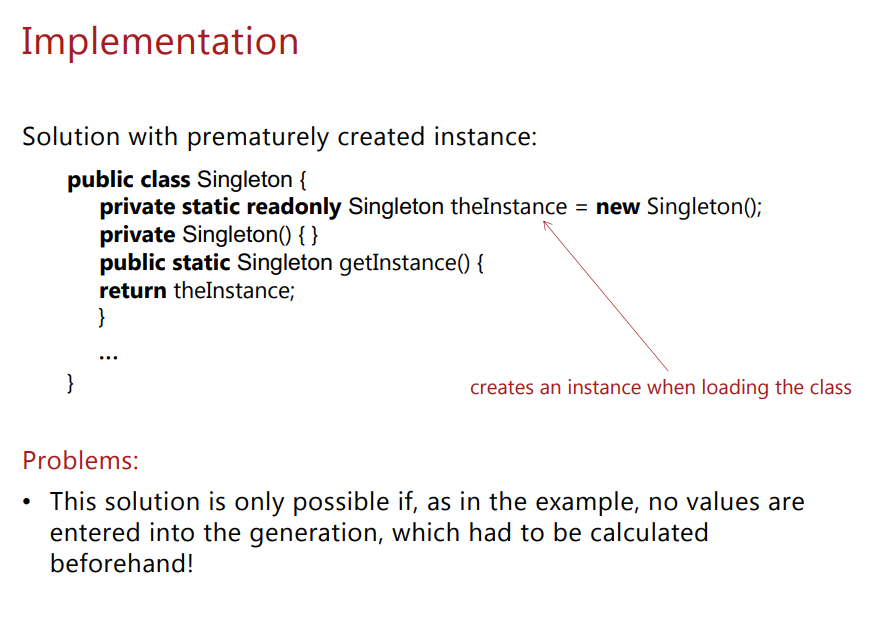 Implementation
Solution with prematurely created instance:
public class Singleton {
private static readonly Singleton theInstance = new Singleton();
private Singleton() { }
public static Singleton getInstance() {
return theInstance;
}
...
}
creates an instance when loading the class
Problems:
• This solution is only possible if, as in the example, no values are
entered into the generation, which had to be calculated
beforehand!